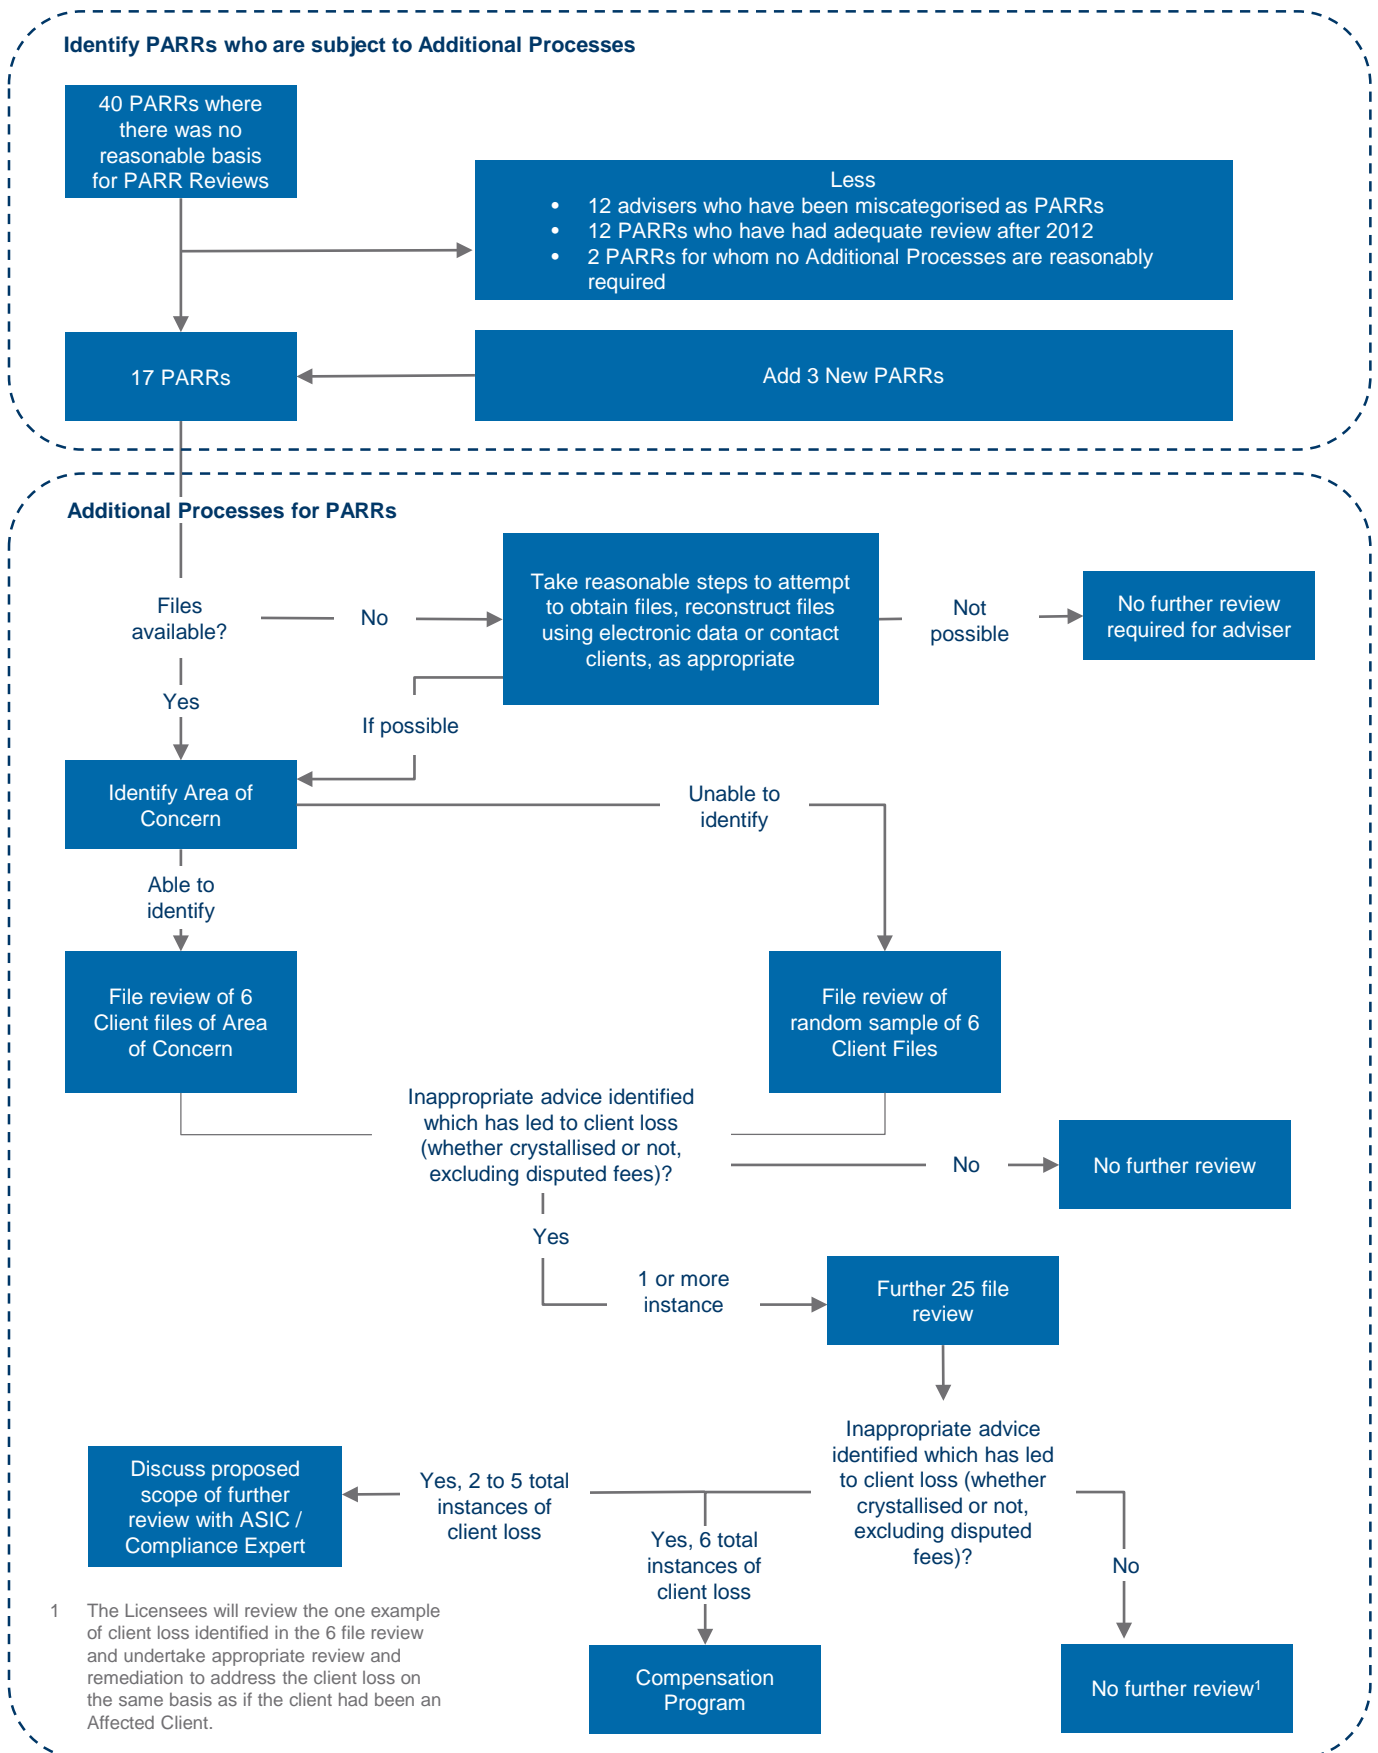 Identify PARRs who are subject to Additional Processes
40 PARRs where
there was no
reasonable basis
for PARR Reviews
Less
• 12 advisers who have been miscategorised as PARRs
• 12 PARRs who have had adequate review after 2012
• 2 PARRs for whom no Additional Processes are reasonably
required
17 PARRs
Add 3 New PARRs
Additional Processes for PARRs
Files
available?
No
Take reasonable steps to attempt
to obtain files, reconstruct files
using electronic data or contact
clients, as appropriate
Not
possible
No further review
required for adviser
Yes
If possible
Identify Area of
Concern
Unable to
identify
Able to
identify
File review of 6
Client files of Area
of Concern
File review of
random sample of 6
Client Files
Inappropriate advice identified
which has led to client loss
(whether crystallised or not,
excluding disputed fees)?
No
No further review
Yes
1 or more
instance
Further 25 file
review
Inappropriate advice
identified which has led
to client loss (whether
crystallised or not,
excluding disputed
fees)?
Discuss proposed
scope of further
review with ASIC /
Compliance Expert
Yes, 2 to 5 total
instances of
client loss
Yes, 6 total
instances of
client loss
No
Compensation
Program
No further review¹
1 The Licensees will review the one example
of client loss identified in the 6 file review
and undertake appropriate review and
remediation to address the client loss on
the same basis as if the client had been an
Affected Client.